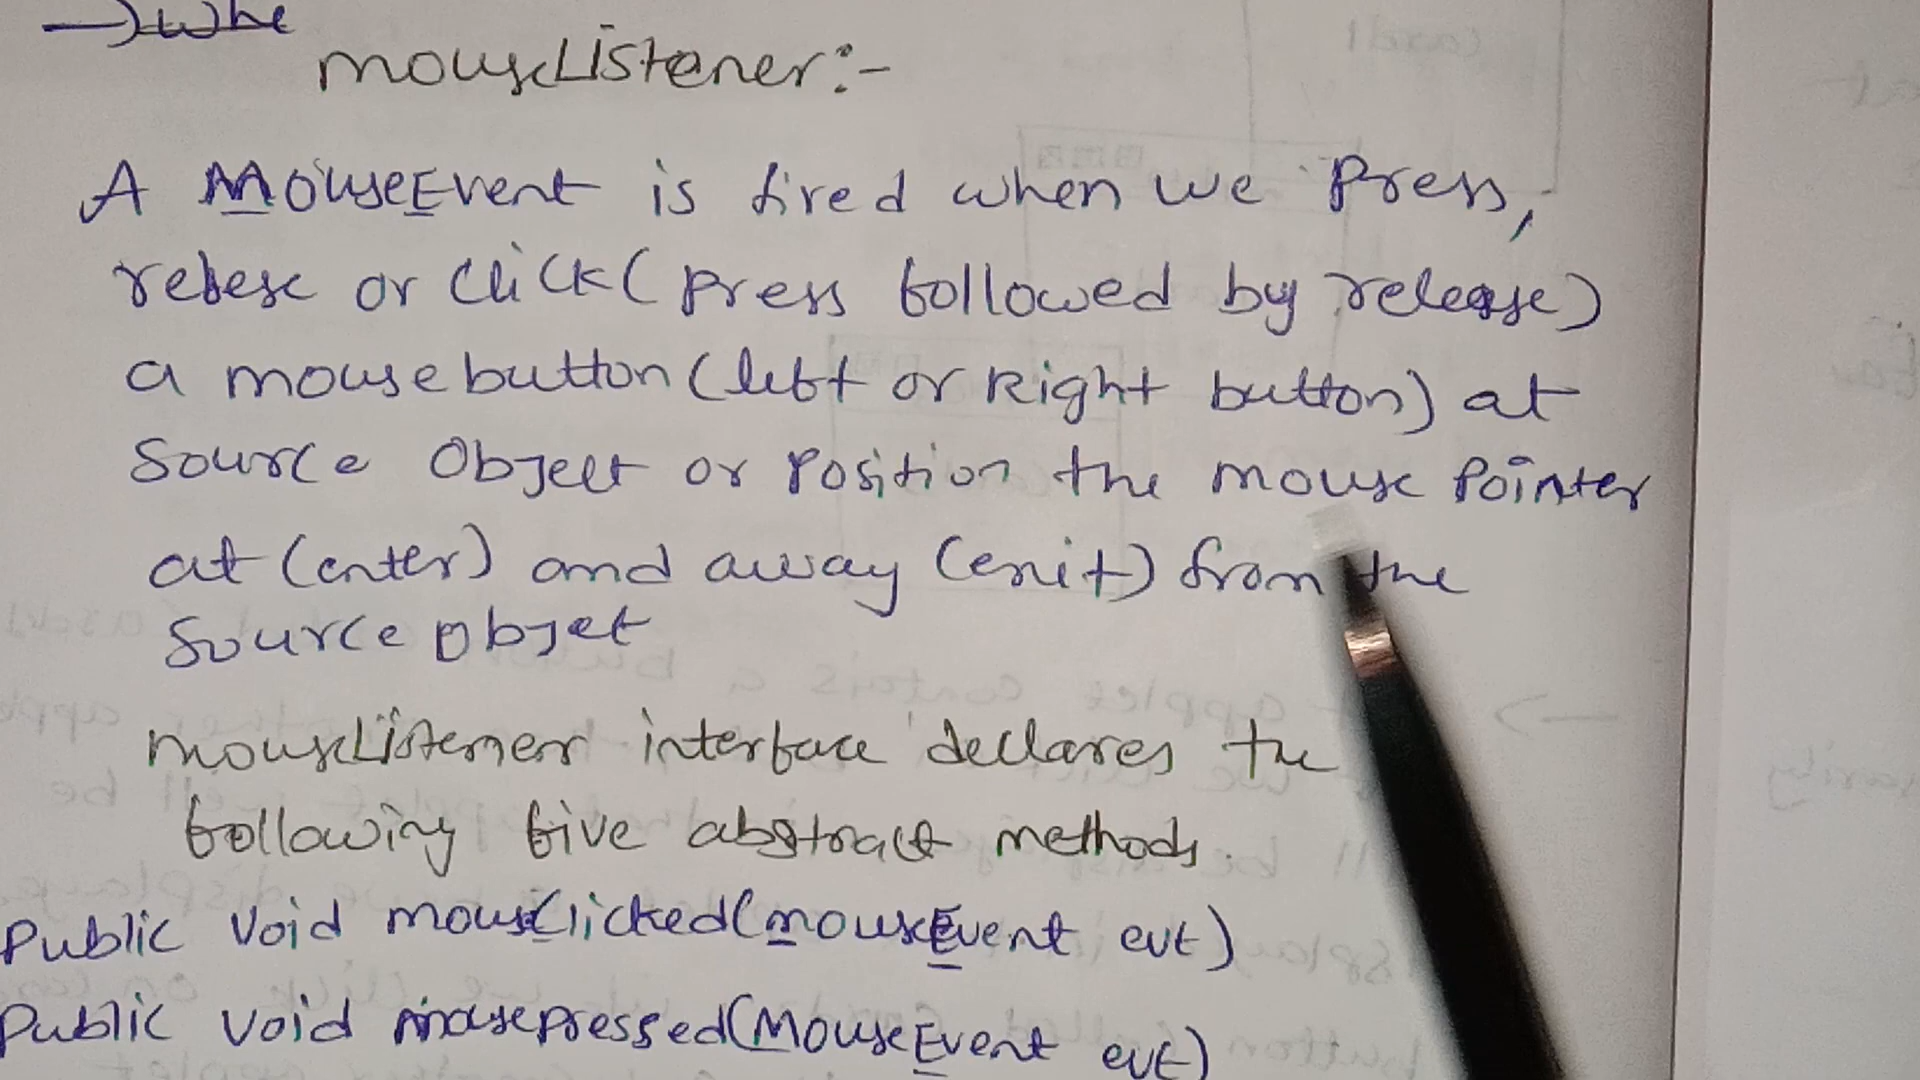 mouseListener:-
A MouseEvent is fired when we Press,
relese or click (press followed by release)
a mouse button (left or Right button) at
Source Object or Position the mouse Pointer
at (enter) and away (exit) from the
Source Objet
mouseListener interface declares the
following five abstract methods.
Public Void mouseClicked(mouseEvent evt)
Public void mousepressed(MouseEvent evt)